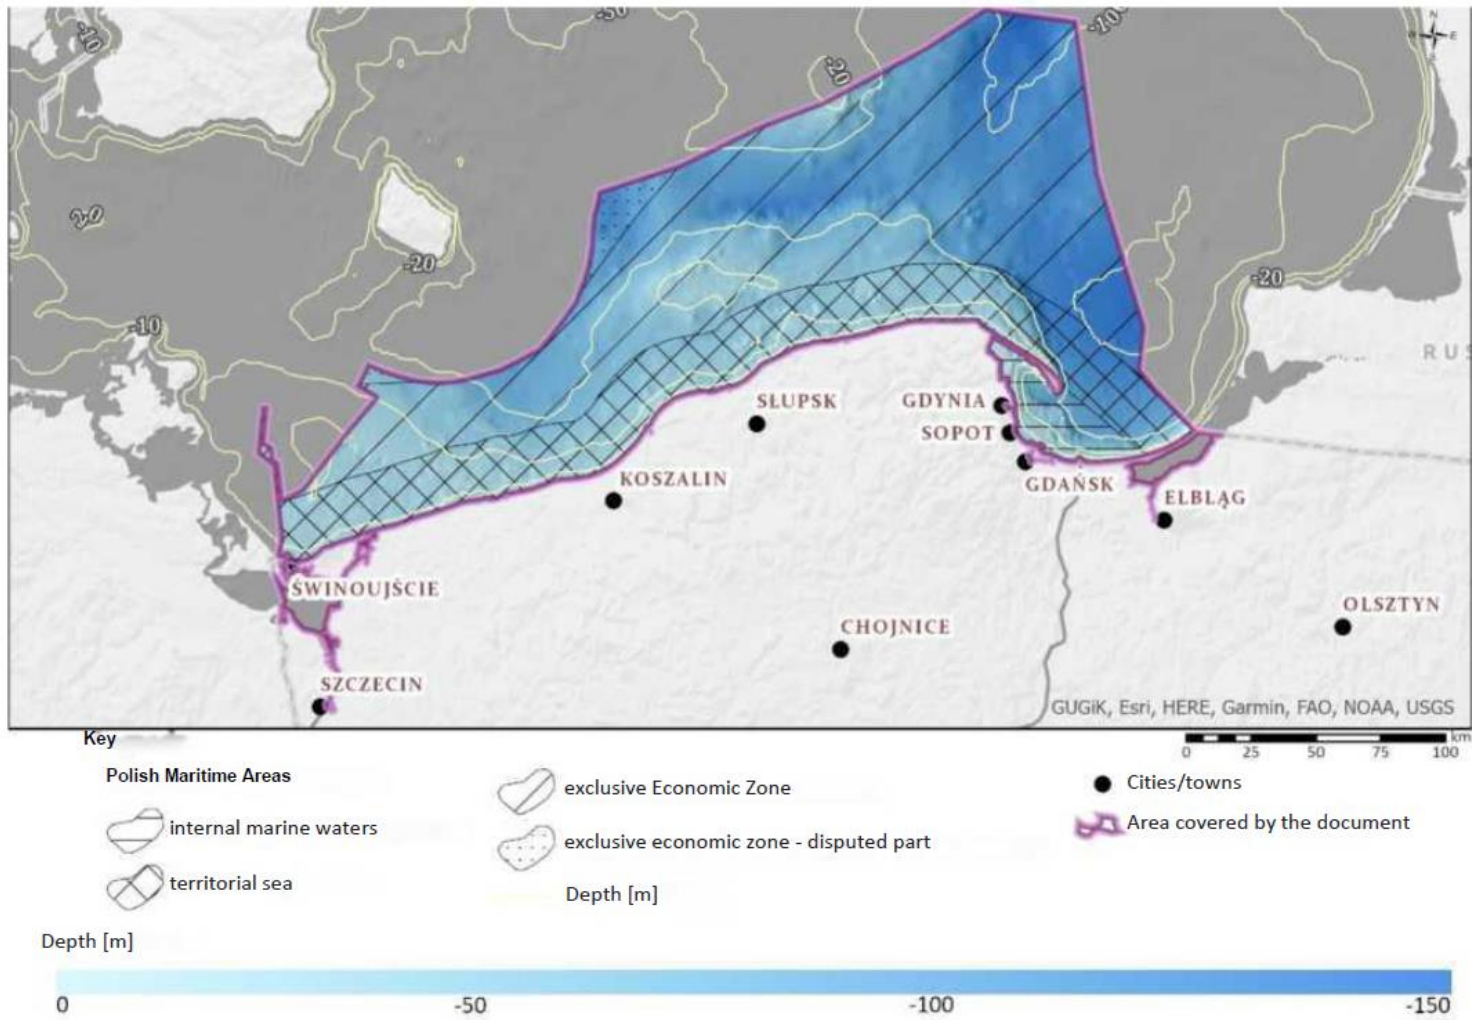 -10
-50
-100
N
E
-20
-20
-20
-10
RUS
SŁUPSK
GDYNIA
SOPOT
KOSZALIN
GDAŃSK
ELBLĄG
ŚWINOUJŚCIE
OLSZTYN
CHOJNICE
SZCZECIN
GUGiK, Esri, HERE, Garmin, FAO, NOAA, USGS
km
0 25 50 75 100
Key
Polish Maritime Areas
internal marine waters
territorial sea
exclusive Economic Zone
exclusive economic zone - disputed part
Depth [m]
Cities/towns
Area covered by the document
Depth [m]
0 -50 -100 -150